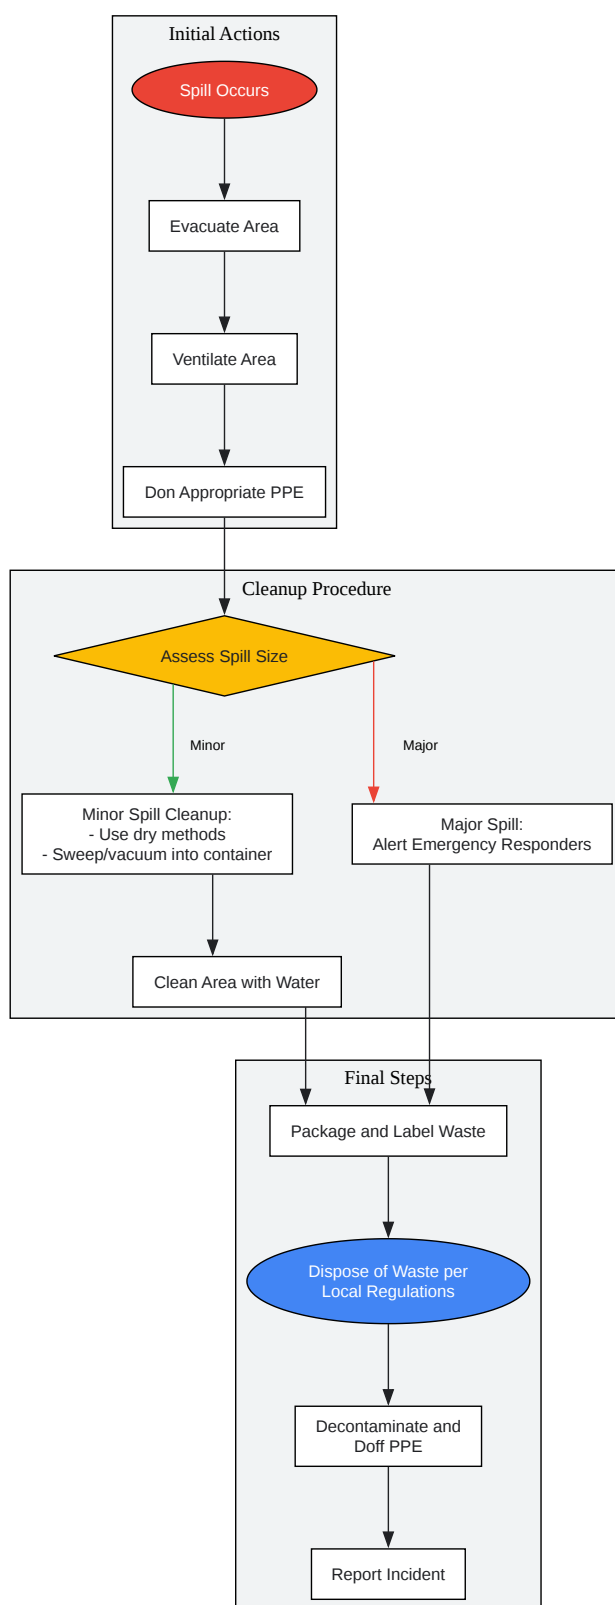 Initial Actions
Spill Occurs
Evacuate Area
Ventilate Area
Don Appropriate PPE
Cleanup Procedure
Assess Spill Size
Minor
Major
Minor Spill Cleanup:
- Use dry methods
- Sweep/vacuum into container
Major Spill:
Alert Emergency Responders
Clean Area with Water
Final Steps
Package and Label Waste
Dispose of Waste per
Local Regulations
Decontaminate and
Doff PPE
Report Incident